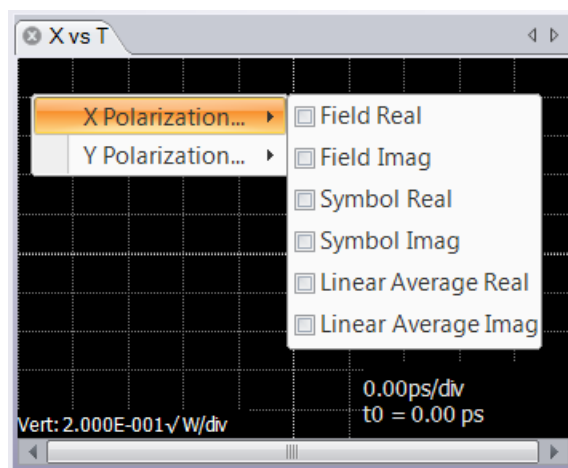 X vs T
X Polarization...
Y Polarization...
Field Real
Field Imag
Symbol Real
Symbol Imag
Linear Average Real
Linear Average Imag
0.00ps/div
t0 = 0.00 ps
Vert: 2.000E-001√W/div